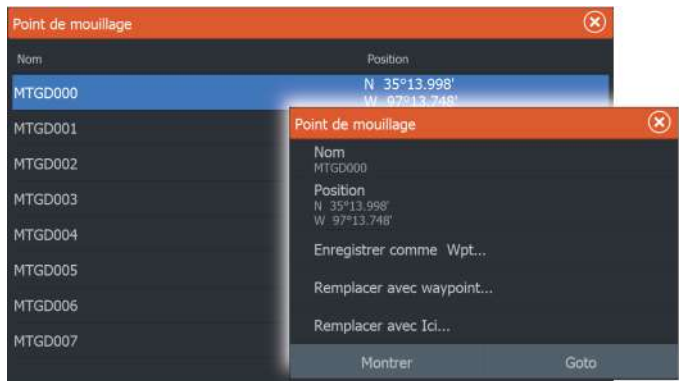 Point de mouillage
Nom Position
MTGD000 N 35°13.998'
W 97°13.748'
MTGD001
MTGD002
MTGD003
MTGD004
MTGD005
MTGD006
MTGD007
Point de mouillage
Nom
MTGD000
Position
N 35°13.998'
W 97°13.748'
Enregistrer comme Wpt...
Remplacer avec waypoint...
Remplacer avec Ici...
Montrer Goto